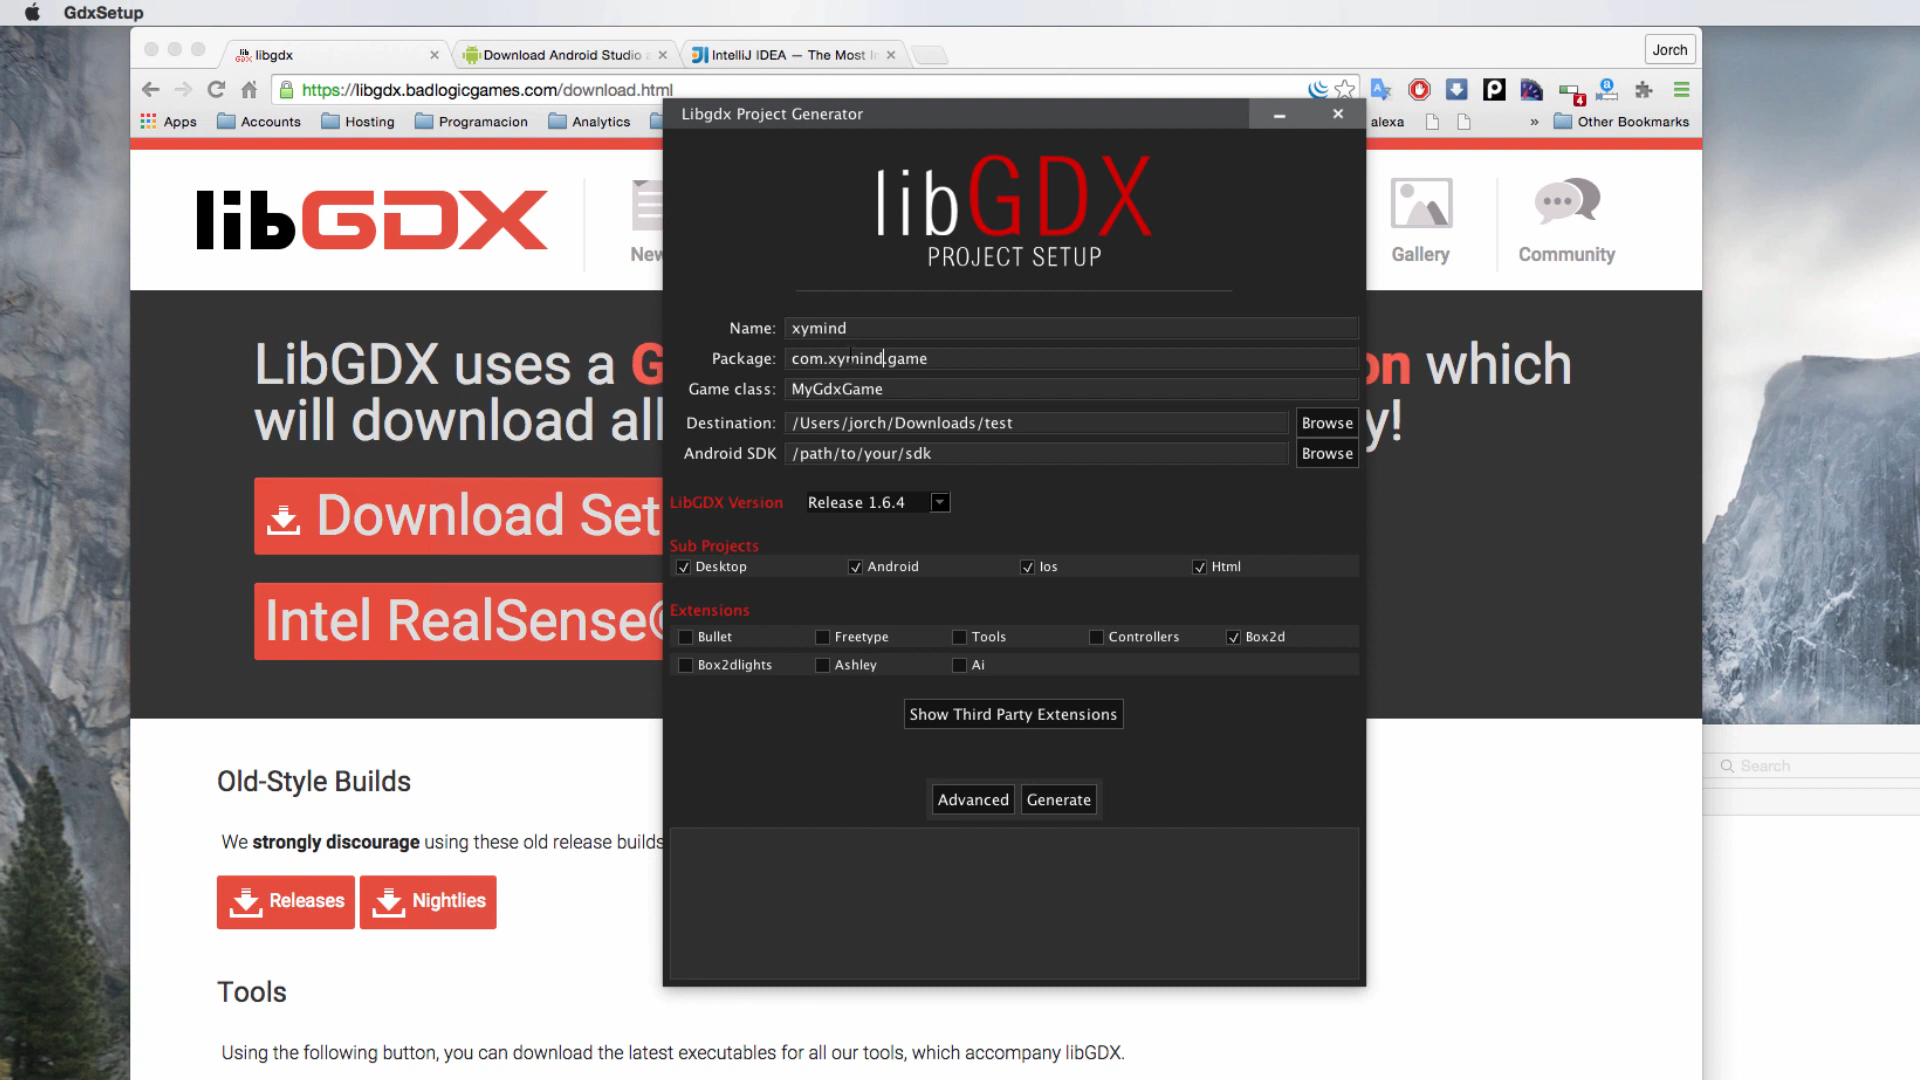 GdxSetup
libgdx
Download Android Studio a
IntelliJ IDEA — The Most In
Jorch
https://libgdx.badlogicgames.com/download.html
Apps
Accounts
Hosting
Programacion
Analytics
alexa
»
Other Bookmarks
4
libGDX
New
Gallery
Community
LibGDX uses a G
on which
will download all
y!
Download Set
Intel RealSense©
Old-Style Builds
We strongly discourage using these old release builds
Releases
Nightlies
Tools
Using the following button, you can download the latest executables for all our tools, which accompany libGDX.
Libgdx Project Generator
libGDX
PROJECT SETUP
Name: xymind
Package: com.xymind.game
Game class: MyGdxGame
Destination: /Users/jorch/Downloads/test Browse
Android SDK /path/to/your/sdk Browse
LibGDX Version Release 1.6.4
Sub Projects
Desktop Android Ios Html
Extensions
Bullet Freetype Tools Controllers Box2d
Box2dlights Ashley Ai
Show Third Party Extensions
Advanced Generate
Search